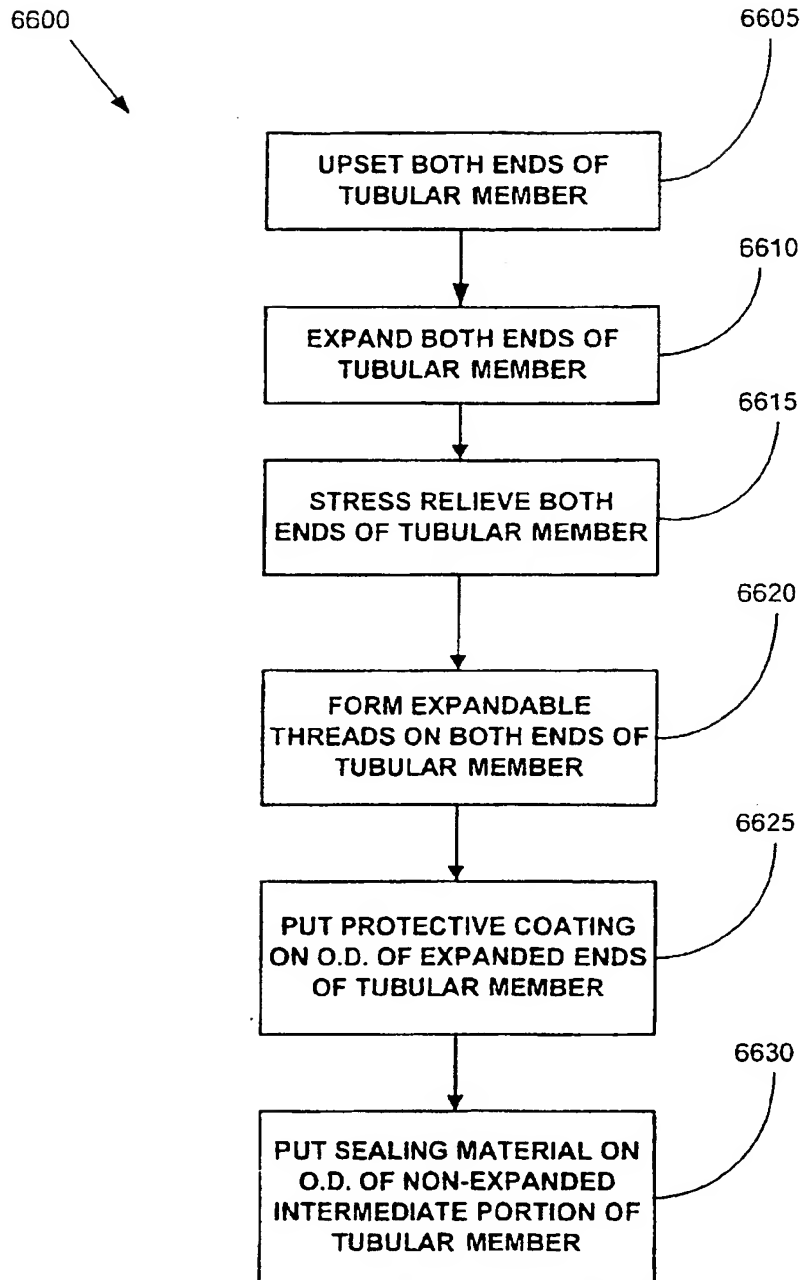 6600
6605
UPSET BOTH ENDS OF
TUBULAR MEMBER
6610
EXPAND BOTH ENDS OF
TUBULAR MEMBER
6615
STRESS RELIEVE BOTH
ENDS OF TUBULAR MEMBER
6620
FORM EXPANDABLE
THREADS ON BOTH ENDS OF
TUBULAR MEMBER
6625
PUT PROTECTIVE COATING
ON O.D. OF EXPANDED ENDS
OF TUBULAR MEMBER
6630
PUT SEALING MATERIAL ON
O.D. OF NON-EXPANDED
INTERMEDIATE PORTION OF
TUBULAR MEMBER